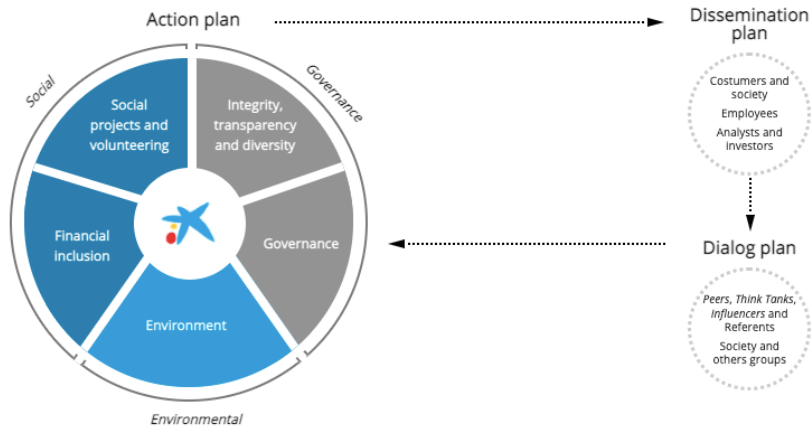 Action plan
Social
Governance
Social
projects and
volunteering
Integrity,
transparency
and diversity
Financial
inclusion
Governance
Environment
Environmental
Dissemination
plan
Costumers and
society
Employees
Analysts and
investors
Dialog plan
Peers, Think Tanks,
Influencers and
Referents
Society and
others groups